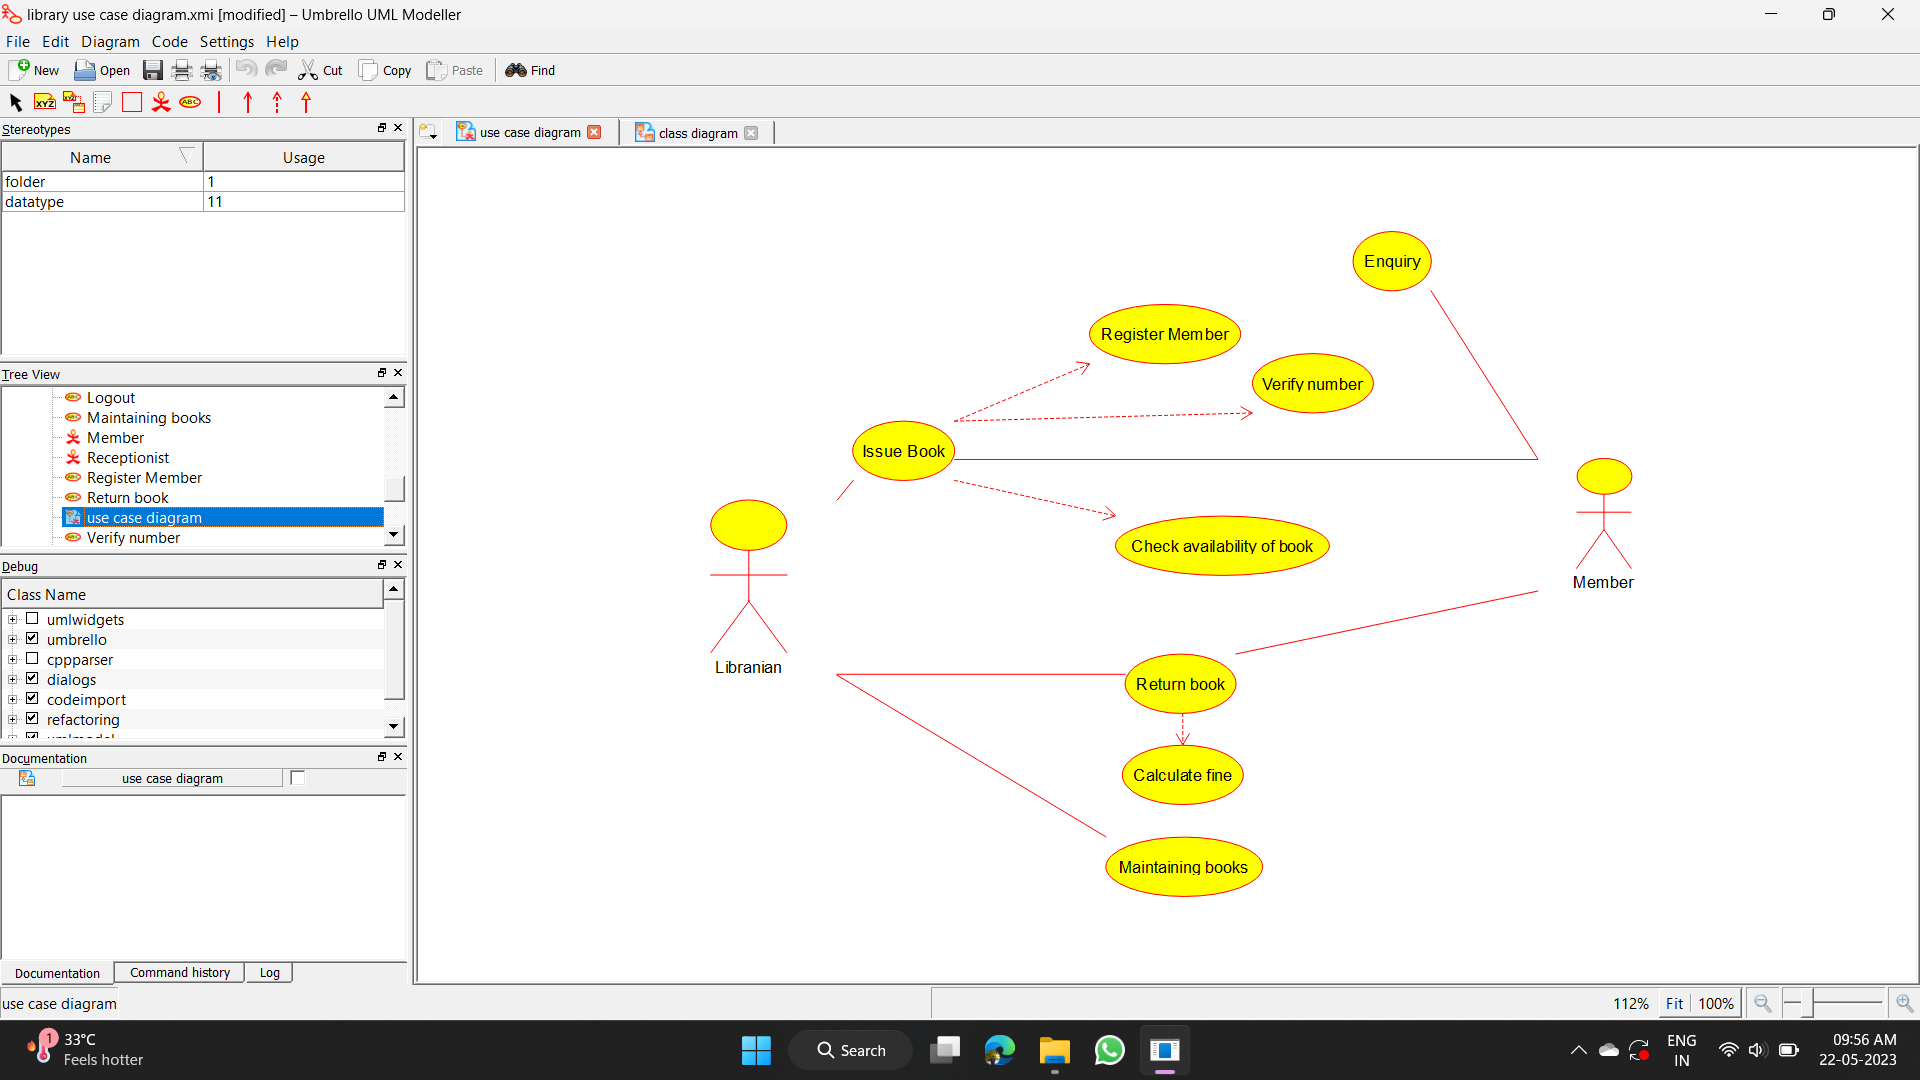 library use case diagram.xmi [modified] – Umbrello UML Modeller
File Edit Diagram Code Settings Help
New Open Cut Copy Paste Find
XYZ XYZ ABC
Stereotypes
use case diagram class diagram
Name Usage
folder 1
datatype 11
Tree View
Logout
Maintaining books
Member
Receptionist
Register Member
Return book
use case diagram
Verify number
Debug
Class Name
umlwidgets
umbrello
cppparser
dialogs
codeimport
refactoring
Documentation
use case diagram
Documentation Command history Log
Enquiry
Register Member
Verify number
Issue Book
Check availability of book
Member
Libranian
Return book
Calculate fine
Maintaining books
use case diagram
112% Fit 100%
1
33°C
Feels hotter
Search
ENG
IN
09:56 AM
22-05-2023